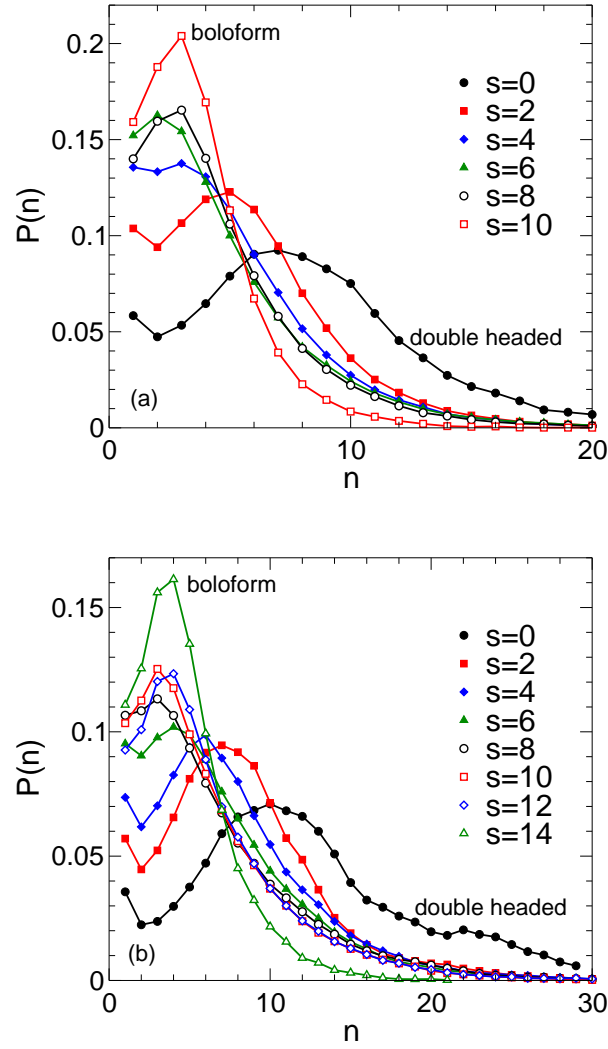 boloform
0.2
s=0
s=2
s=4
s=6
s=8
s=10
0.15
P(n)
0.1
double headed
0.05
(a)
0
0 10 20
n
boloform
0.15
s=0
s=2
s=4
s=6
s=8
s=10
s=12
s=14
0.1
P(n)
0.05
double headed
(b)
0
0 10 20 30
n